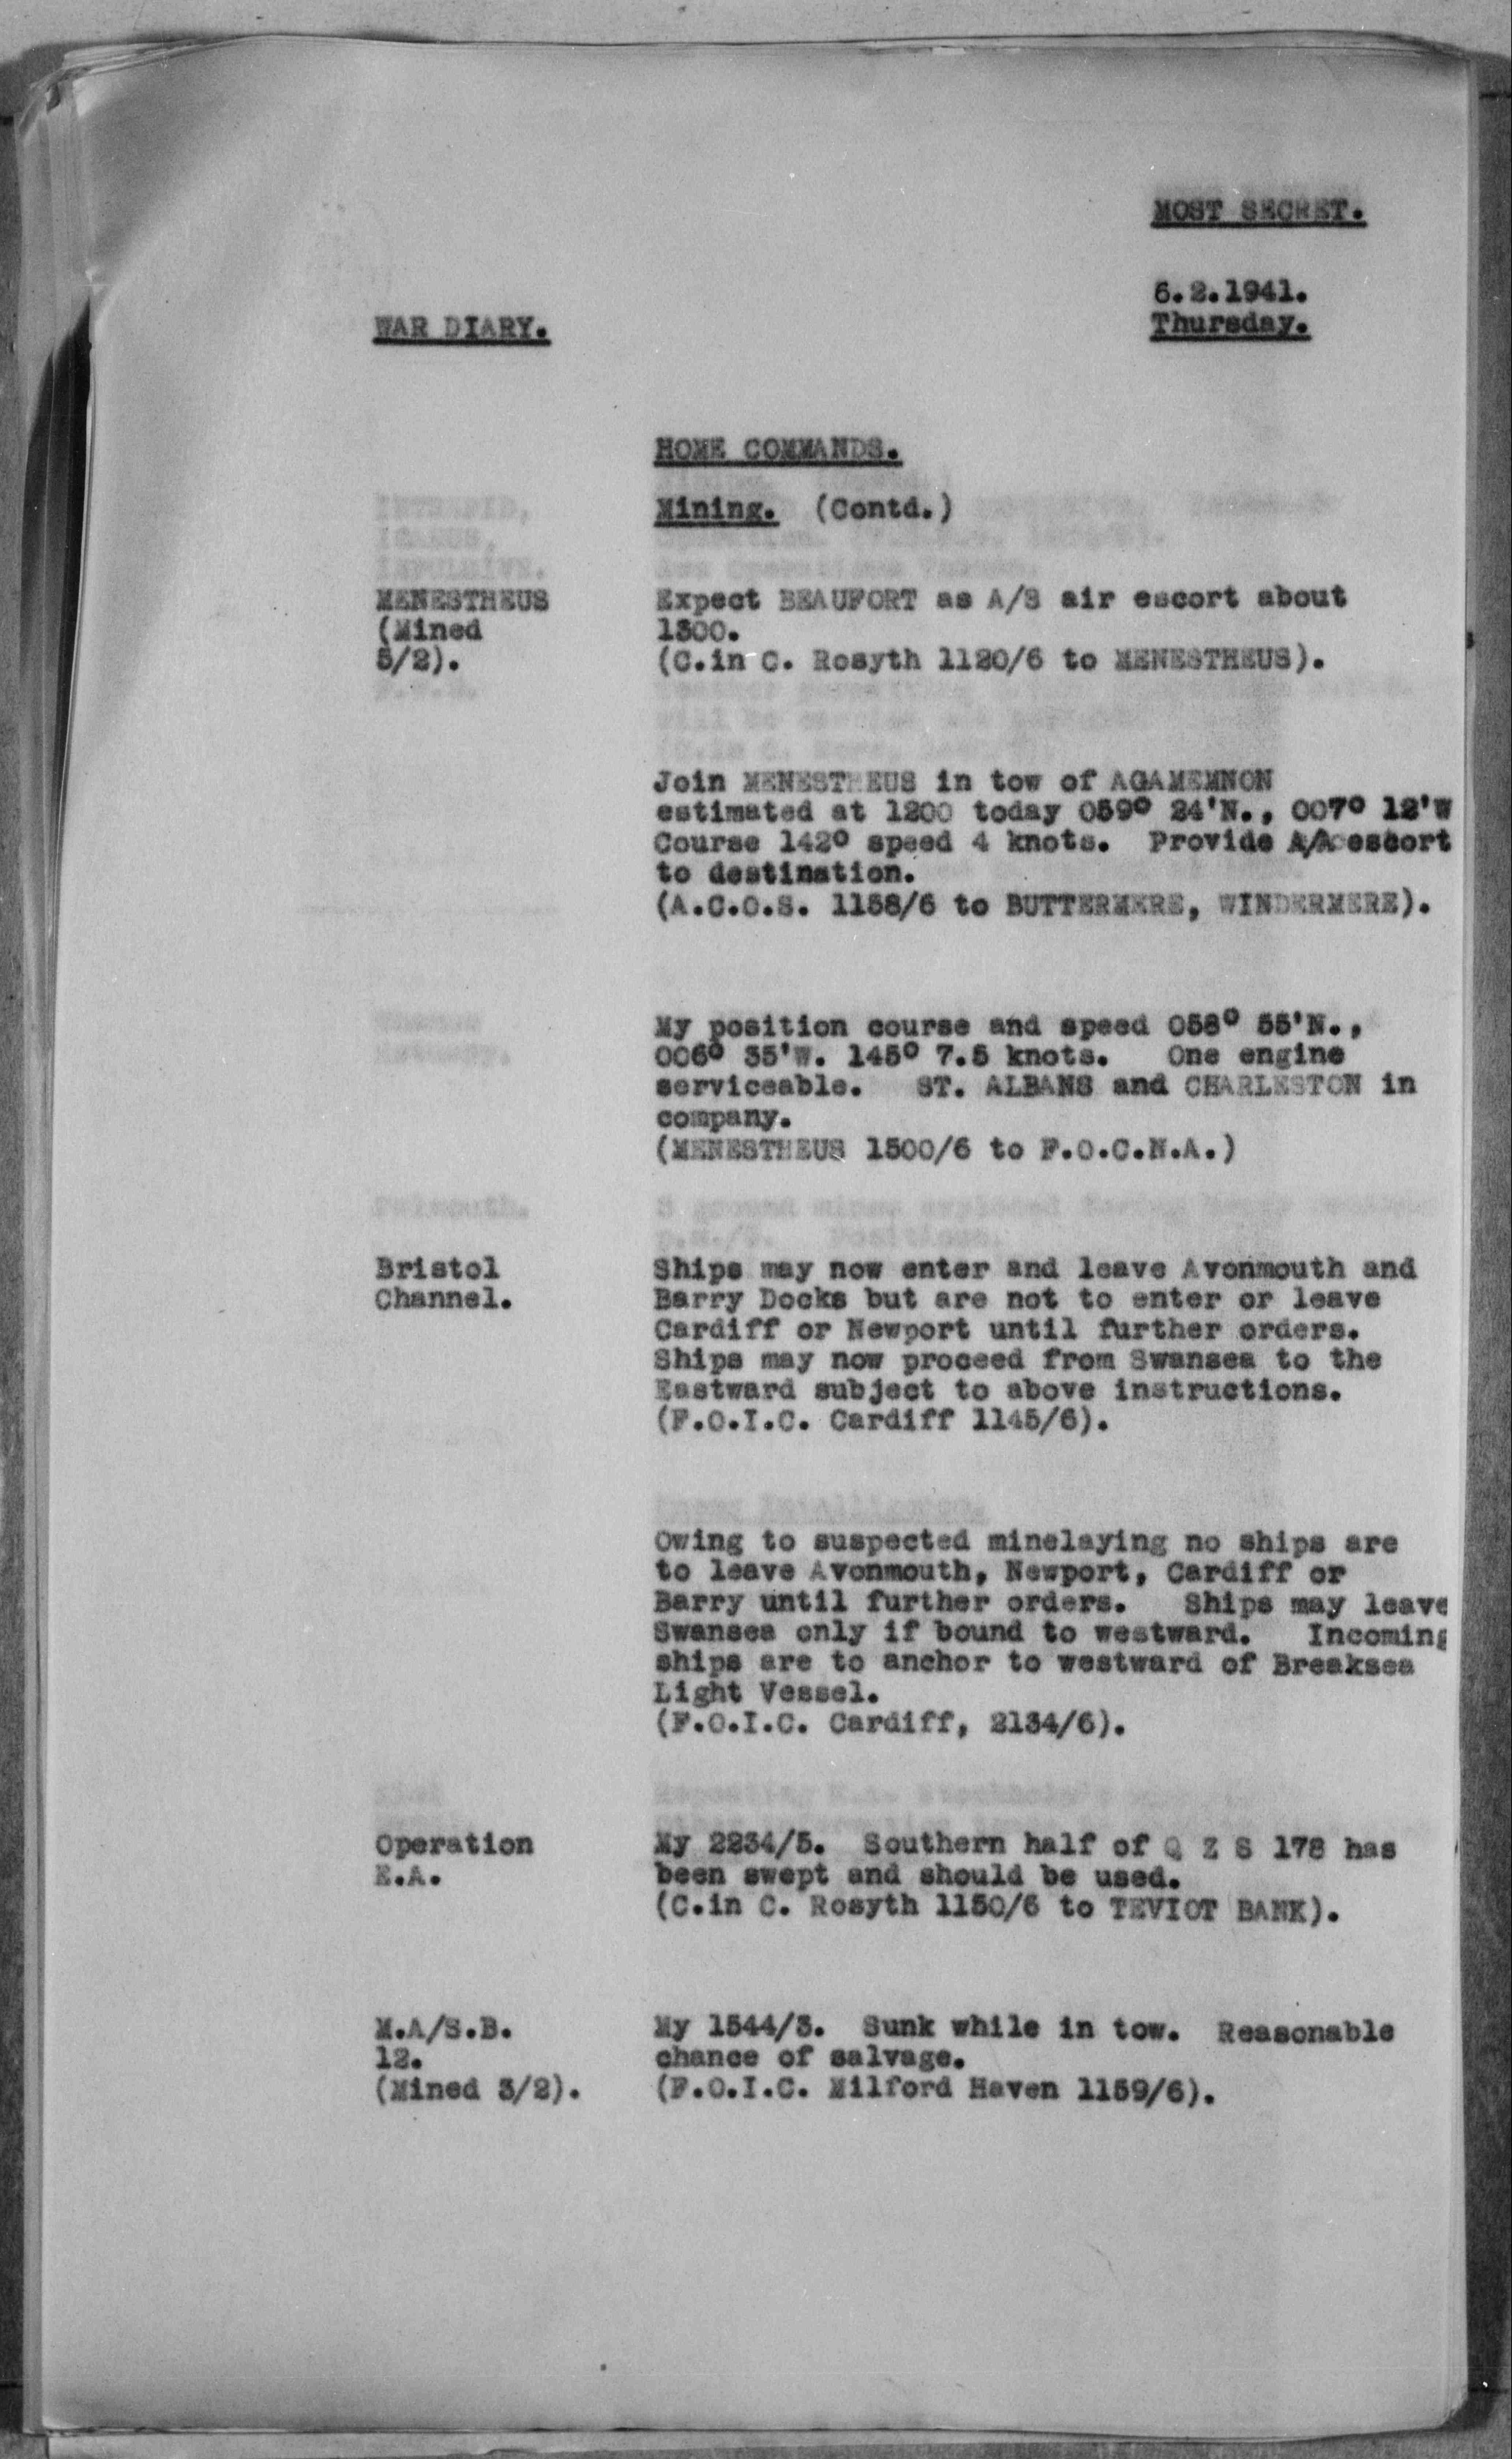 MOST SECRET.
6.2.1941.
WAR DIARY.
Thursday.
HOME COMMANDS.
Mining. (Contd.)
MENESTHEUS
(Mined
5/2).
Expect BEAUFORT as A/S air escort about
1300.
(C.in C. Rosyth 1120/6 to MENESTHEUS).
Join MENESTHEUS in tow of AGAMEMNON
estimated at 1200 today 059° 24'N., 007° 12'W
Course 142° speed 4 knots. Provide A/A escort
to destination.
(A.C.O.S. 1158/6 to BUTTERMERE, WINDERMERE).
My position course and speed 058° 55'N.,
006° 35'W. 145° 7.5 knots. One engine
serviceable. ST. ALBANS and CHARLESTON in
company.
(MENESTHEUS 1500/6 to F.O.C.N.A.)
Bristol
Channel.
Ships may now enter and leave Avonmouth and
Barry Docks but are not to enter or leave
Cardiff or Newport until further orders.
Ships may now proceed from Swansea to the
Eastward subject to above instructions.
(F.O.I.C. Cardiff 1145/6).
Owing to suspected minelaying no ships are
to leave Avonmouth, Newport, Cardiff or
Barry until further orders. Ships may leave
Swansea only if bound to westward. Incoming
ships are to anchor to westward of Breaksea
Light Vessel.
(F.O.I.C. Cardiff, 2134/6).
Operation
E.A.
My 2234/5. Southern half of Q Z S 178 has
been swept and should be used.
(C.in C. Rosyth 1150/6 to TEVIOT BANK).
M.A/S.B.
12.
(Mined 3/2).
My 1544/3. Sunk while in tow. Reasonable
chance of salvage.
(F.O.I.C. Milford Haven 1159/6).